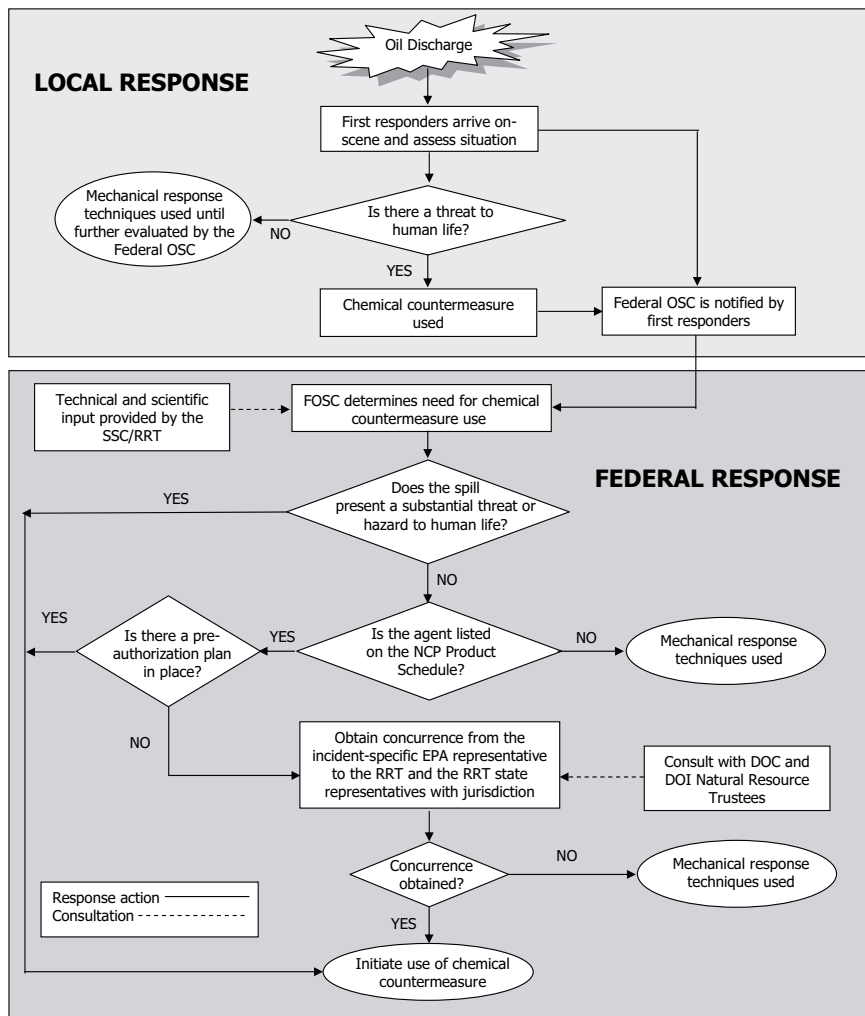 Oil Discharge
LOCAL RESPONSE
First responders arrive on-
scene and assess situation
Mechanical response
techniques used until
further evaluated by the
Federal OSC
NO
Is there a threat to
human life?
YES
Chemical countermeasure
used
Federal OSC is notified by
first responders
Technical and scientific
input provided by the
SSC/RRT
FOSC determines need for chemical
countermeasure use
FEDERAL RESPONSE
YES
Does the spill
present a substantial threat or
hazard to human life?
NO
YES
Is there a pre-
authorization plan
in place?
YES
Is the agent listed
on the NCP Product
Schedule?
NO
Mechanical response
techniques used
NO
Obtain concurrence from the
incident-specific EPA representative
to the RRT and the RRT state
representatives with jurisdiction
Consult with DOC and
DOI Natural Resource
Trustees
Concurrence
obtained?
NO
Mechanical response
techniques used
YES
Response action
Consultation
Initiate use of chemical
countermeasure